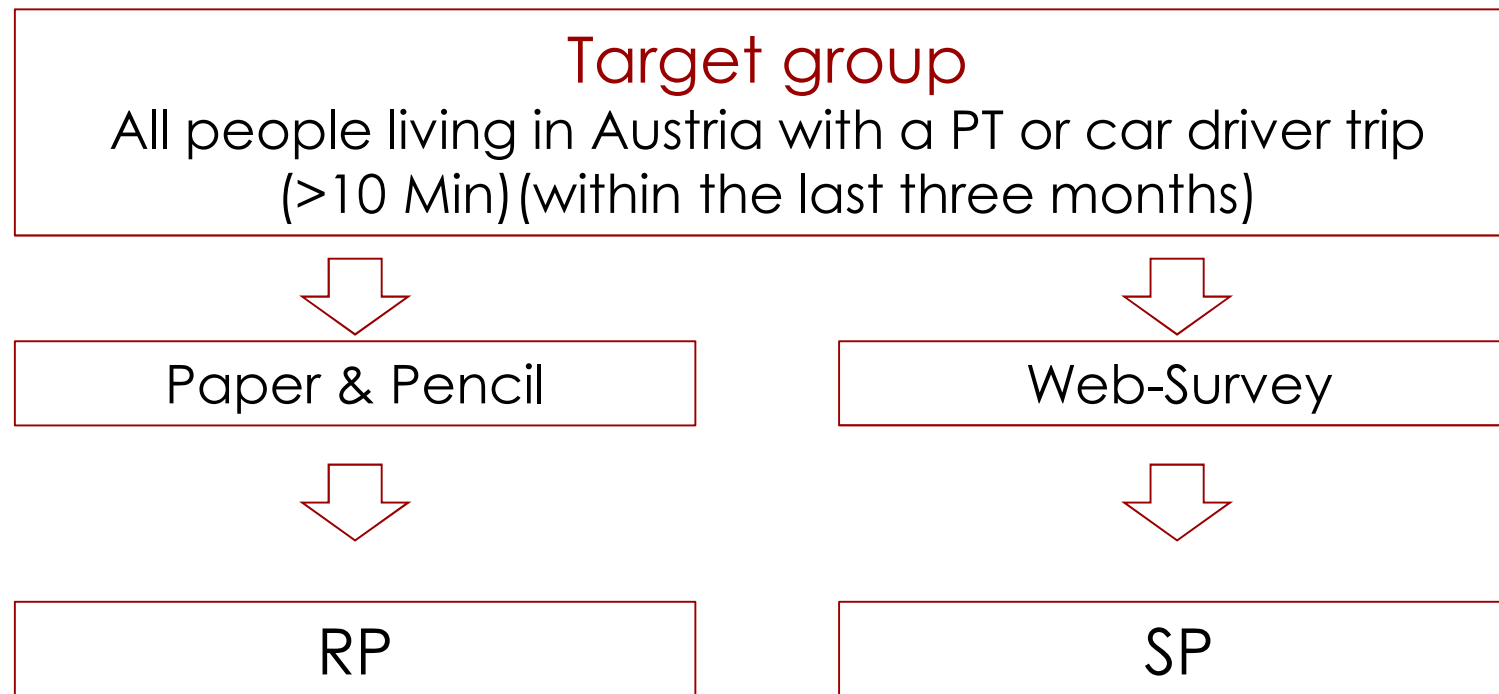 Target group
All people living in Austria with a PT or car driver trip
(>10 Min)(within the last three months)
Paper & Pencil
Web-Survey
RP
SP